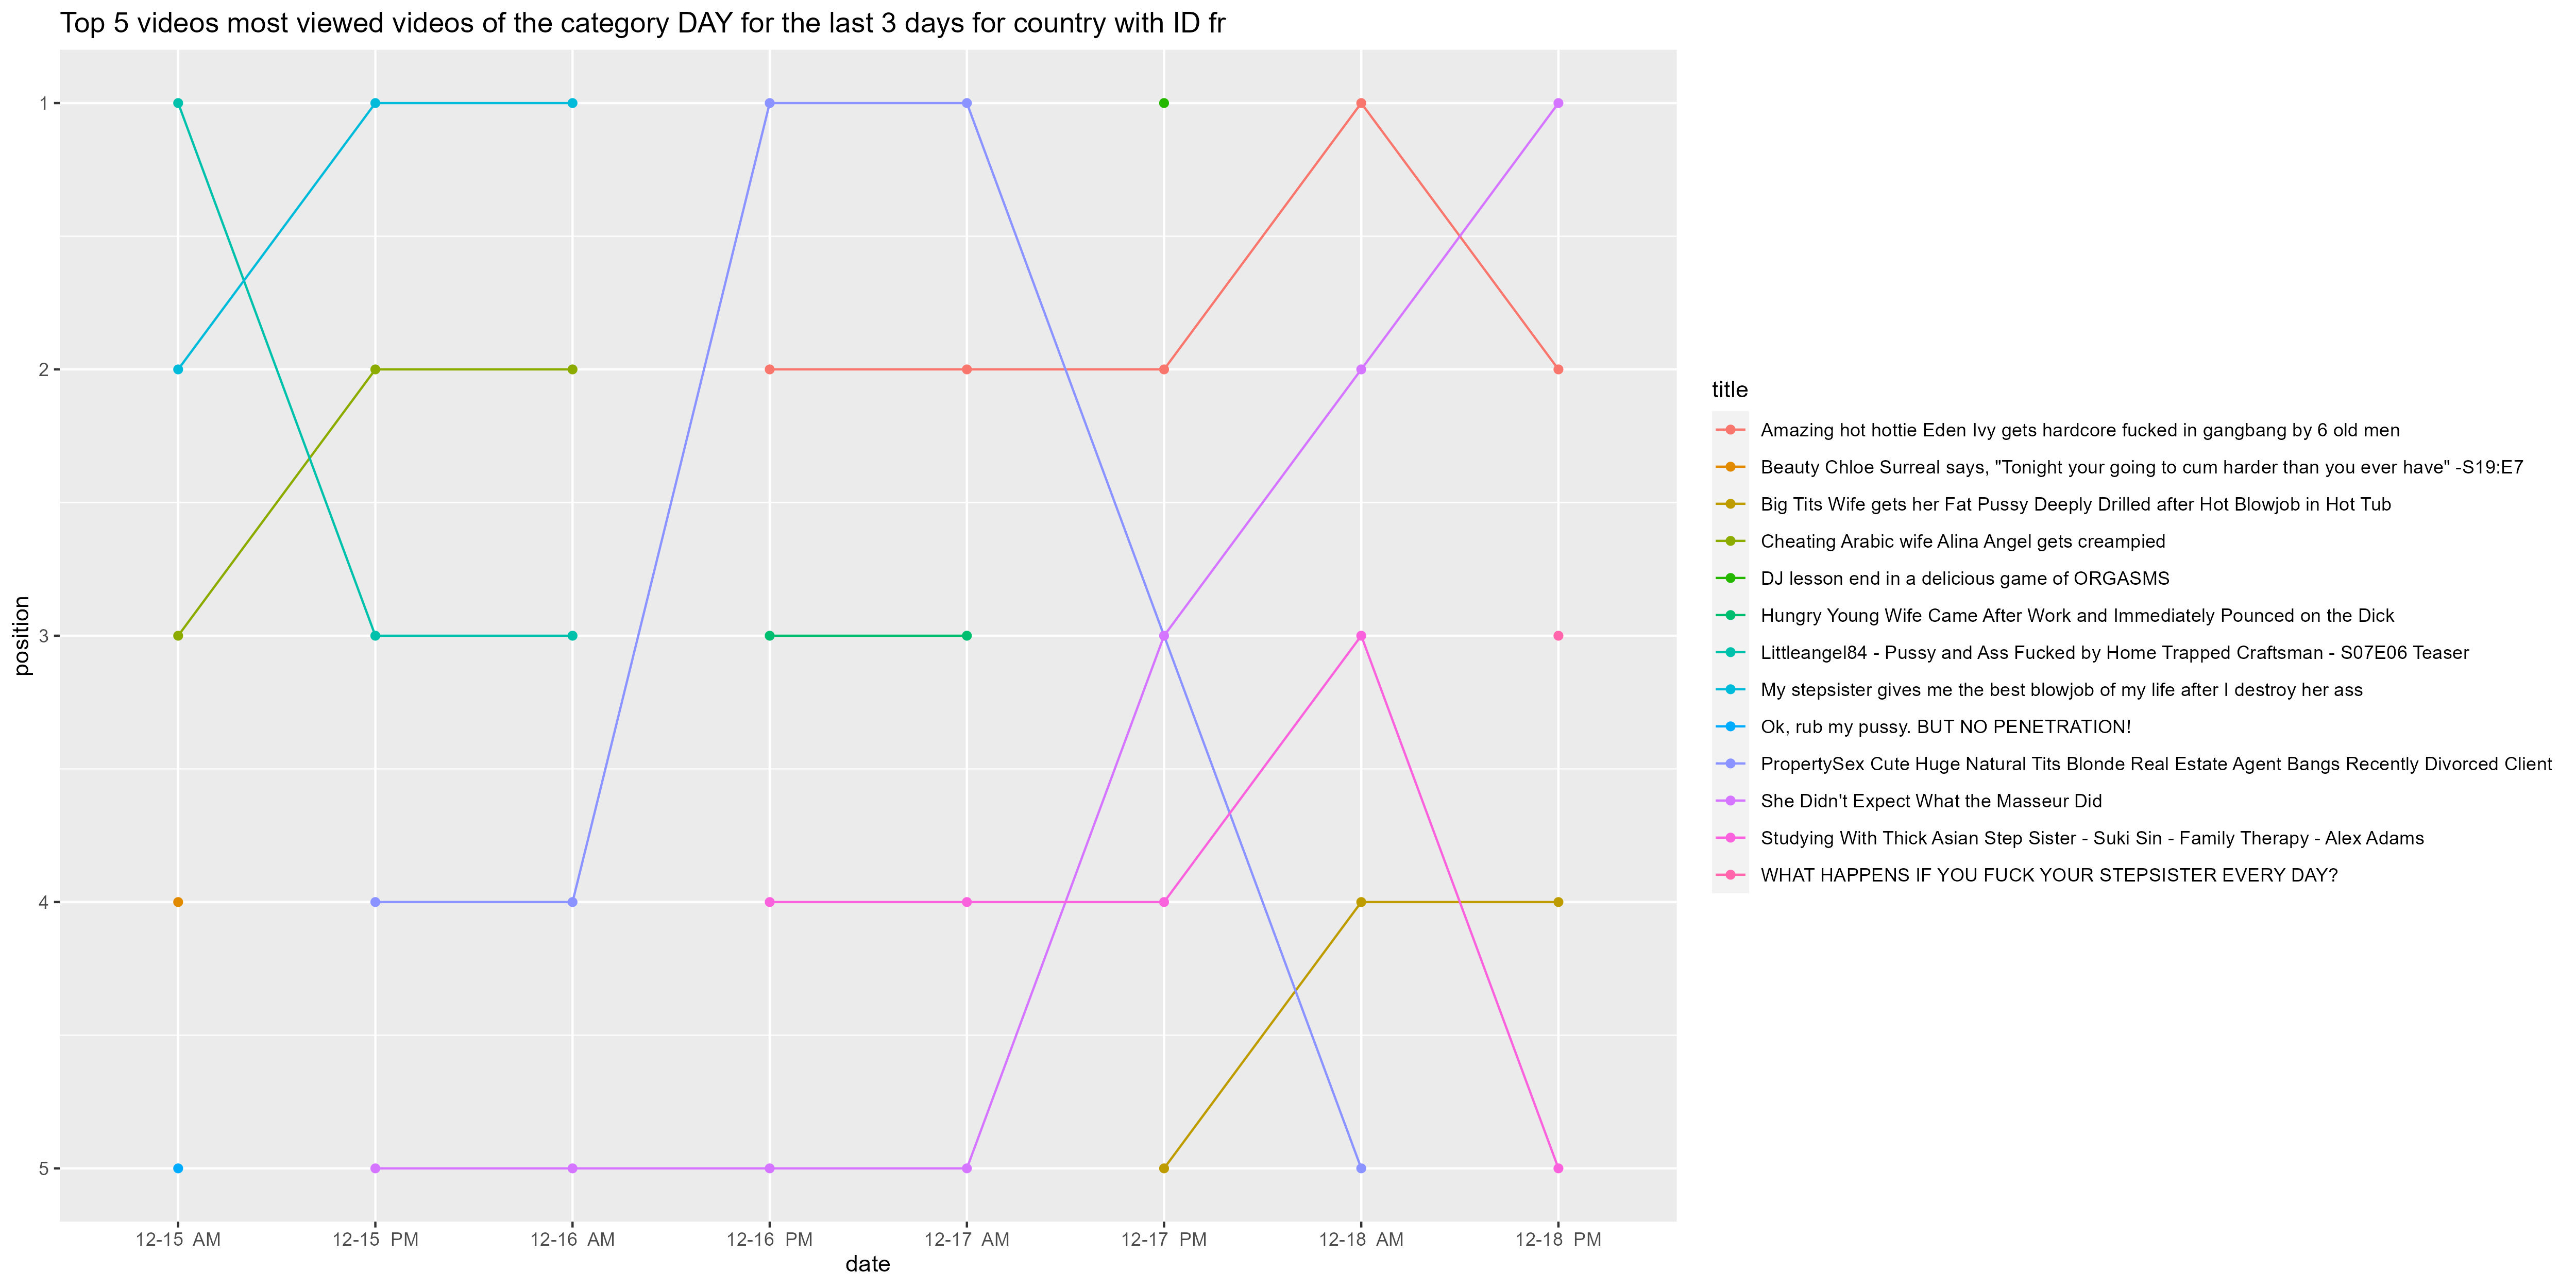 Top 5 videos most viewed videos of the category DAY for the last 3 days for country with ID fr
1
2
3
4
5
position
12-15 AM
12-15 PM
12-16 AM
12-16 PM
12-17 AM
12-17 PM
12-18 AM
12-18 PM
date
title
Amazing hot hottie Eden Ivy gets hardcore fucked in gangbang by 6 old men
Beauty Chloe Surreal says, "Tonight your going to cum harder than you ever have" -S19:E7
Big Tits Wife gets her Fat Pussy Deeply Drilled after Hot Blowjob in Hot Tub
Cheating Arabic wife Alina Angel gets creampied
DJ lesson end in a delicious game of ORGASMS
Hungry Young Wife Came After Work and Immediately Pounced on the Dick
Littleangel84 - Pussy and Ass Fucked by Home Trapped Craftsman - S07E06 Teaser
My stepsister gives me the best blowjob of my life after I destroy her ass
Ok, rub my pussy. BUT NO PENETRATION!
PropertySex Cute Huge Natural Tits Blonde Real Estate Agent Bangs Recently Divorced Client
She Didn't Expect What the Masseur Did
Studying With Thick Asian Step Sister - Suki Sin - Family Therapy - Alex Adams
WHAT HAPPENS IF YOU FUCK YOUR STEPSISTER EVERY DAY?